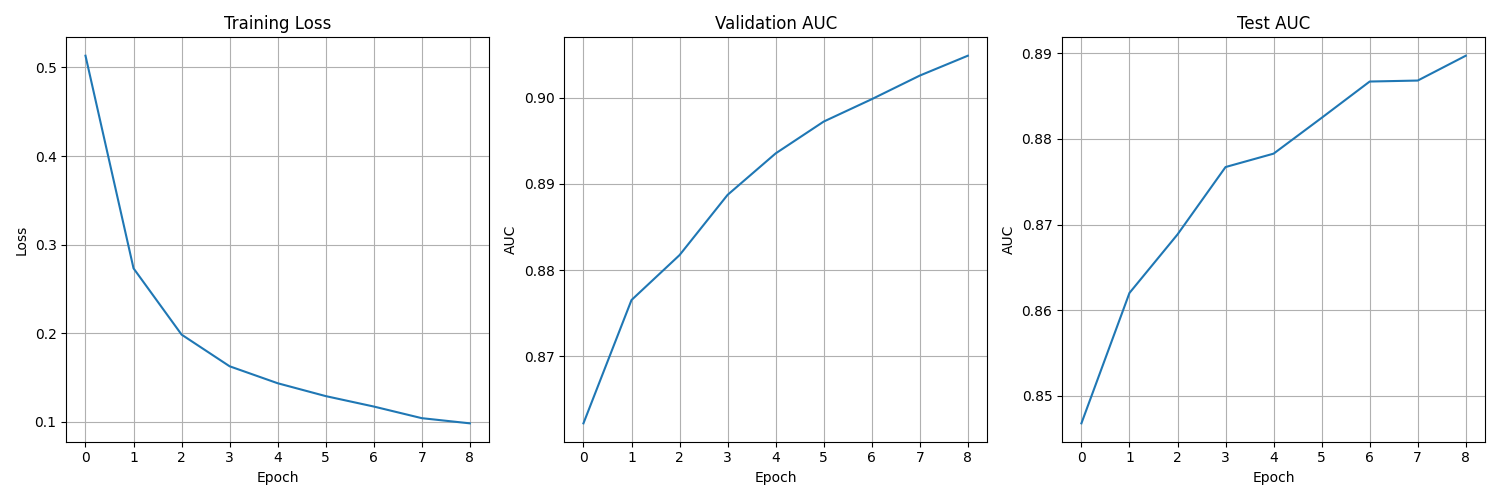 Training Loss
0.5
0.4
0.3
0.2
0.1
Loss
0 1 2 3 4 5 6 7 8
Epoch
Validation AUC
0.90
0.89
0.88
0.87
AUC
0 1 2 3 4 5 6 7 8
Epoch
Test AUC
0.89
0.88
0.87
0.86
0.85
AUC
0 1 2 3 4 5 6 7 8
Epoch